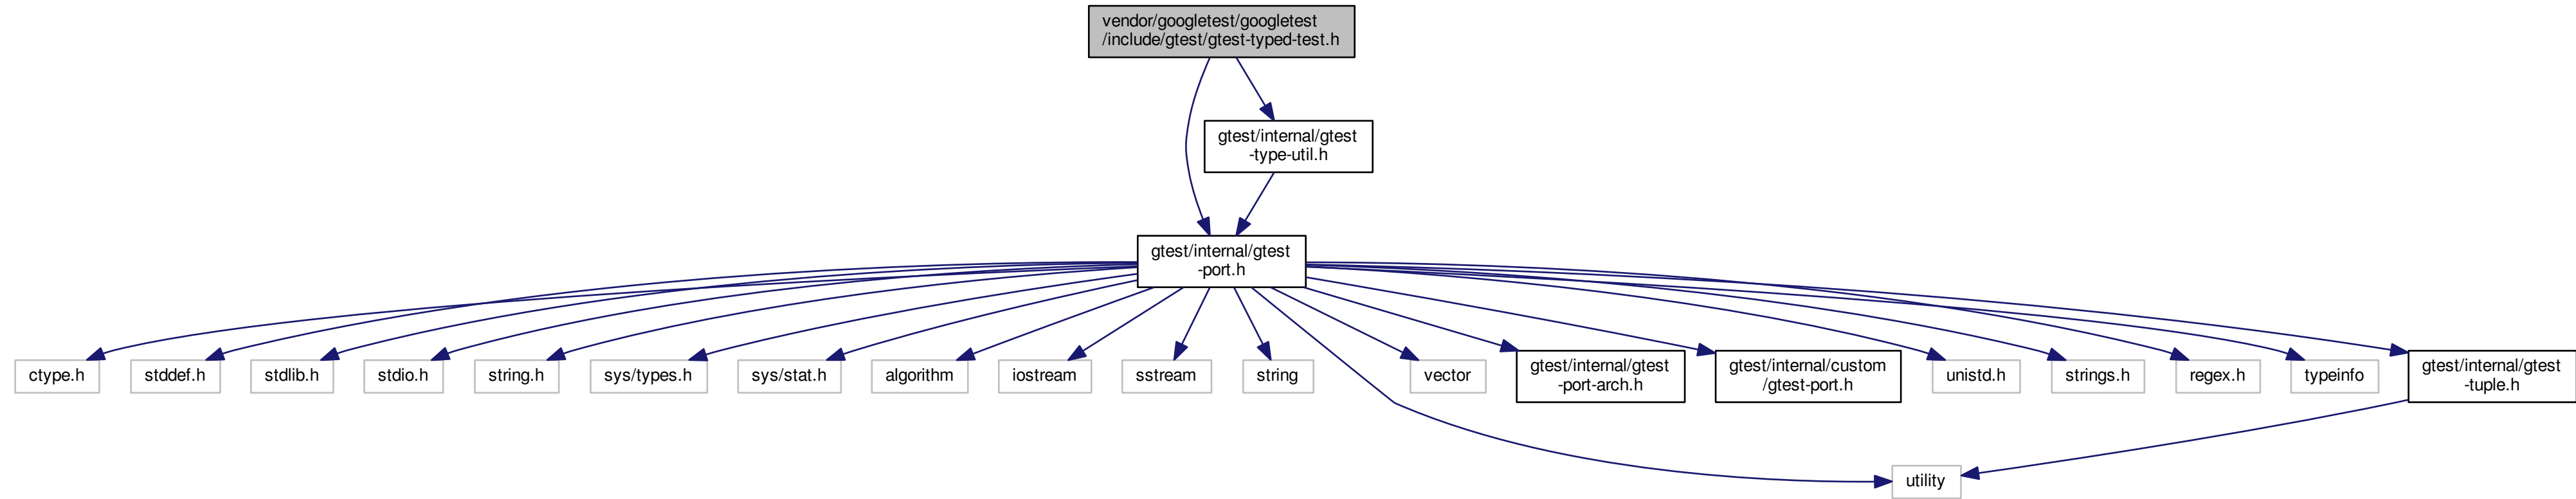 vendor/googletest/googletest
/include/gtest/gtest-typed-test.h
gtest/internal/gtest
-type-util.h
gtest/internal/gtest
-port.h
ctype.h
stddef.h
stdlib.h
stdio.h
string.h
sys/types.h
sys/stat.h
algorithm
iostream
sstream
string
vector
gtest/internal/gtest
-port-arch.h
gtest/internal/custom
/gtest-port.h
unistd.h
strings.h
regex.h
typeinfo
gtest/internal/gtest
-tuple.h
utility